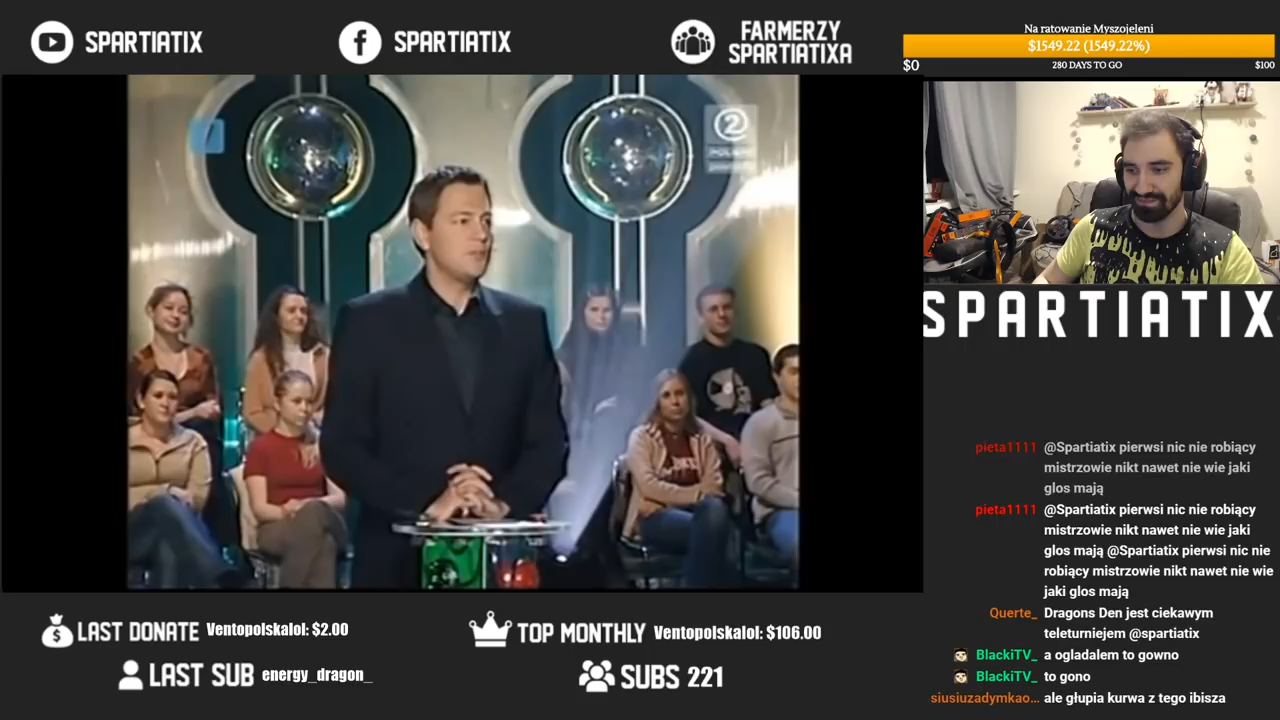 SPARTIATIX
SPARTIATIX
FARMERZY
SPARTIATIXA
Na ratowanie Myszojeleni
$1549.22 (1549.22%)
$0
280 DAYS TO GO
$100
2
SPARTIATIX
pieta1111 @Spartiatix pierwsi nic nie robiący
mistrzowie nikt nawet nie wie jaki
glos mają
pieta1111 @Spartiatix pierwsi nic nie robiący
mistrzowie nikt nawet nie wie jaki
glos mają @Spartiatix pierwsi nic nie
robiący mistrzowie nikt nawet nie wie
jaki glos mają
Querte_ Dragons Den jest ciekawym
teleturniejem @spartiatix
BlackiTV_ a ogladalem to gowno
BlackiTV_ to gono
siusiuzadymkao... ale głupia kurwa z tego ibisza
LAST DONATE Ventopolskalol: $2.00
TOP MONTHLY Ventopolskalol: $106.00
LAST SUB energy_dragon_
SUBS 221